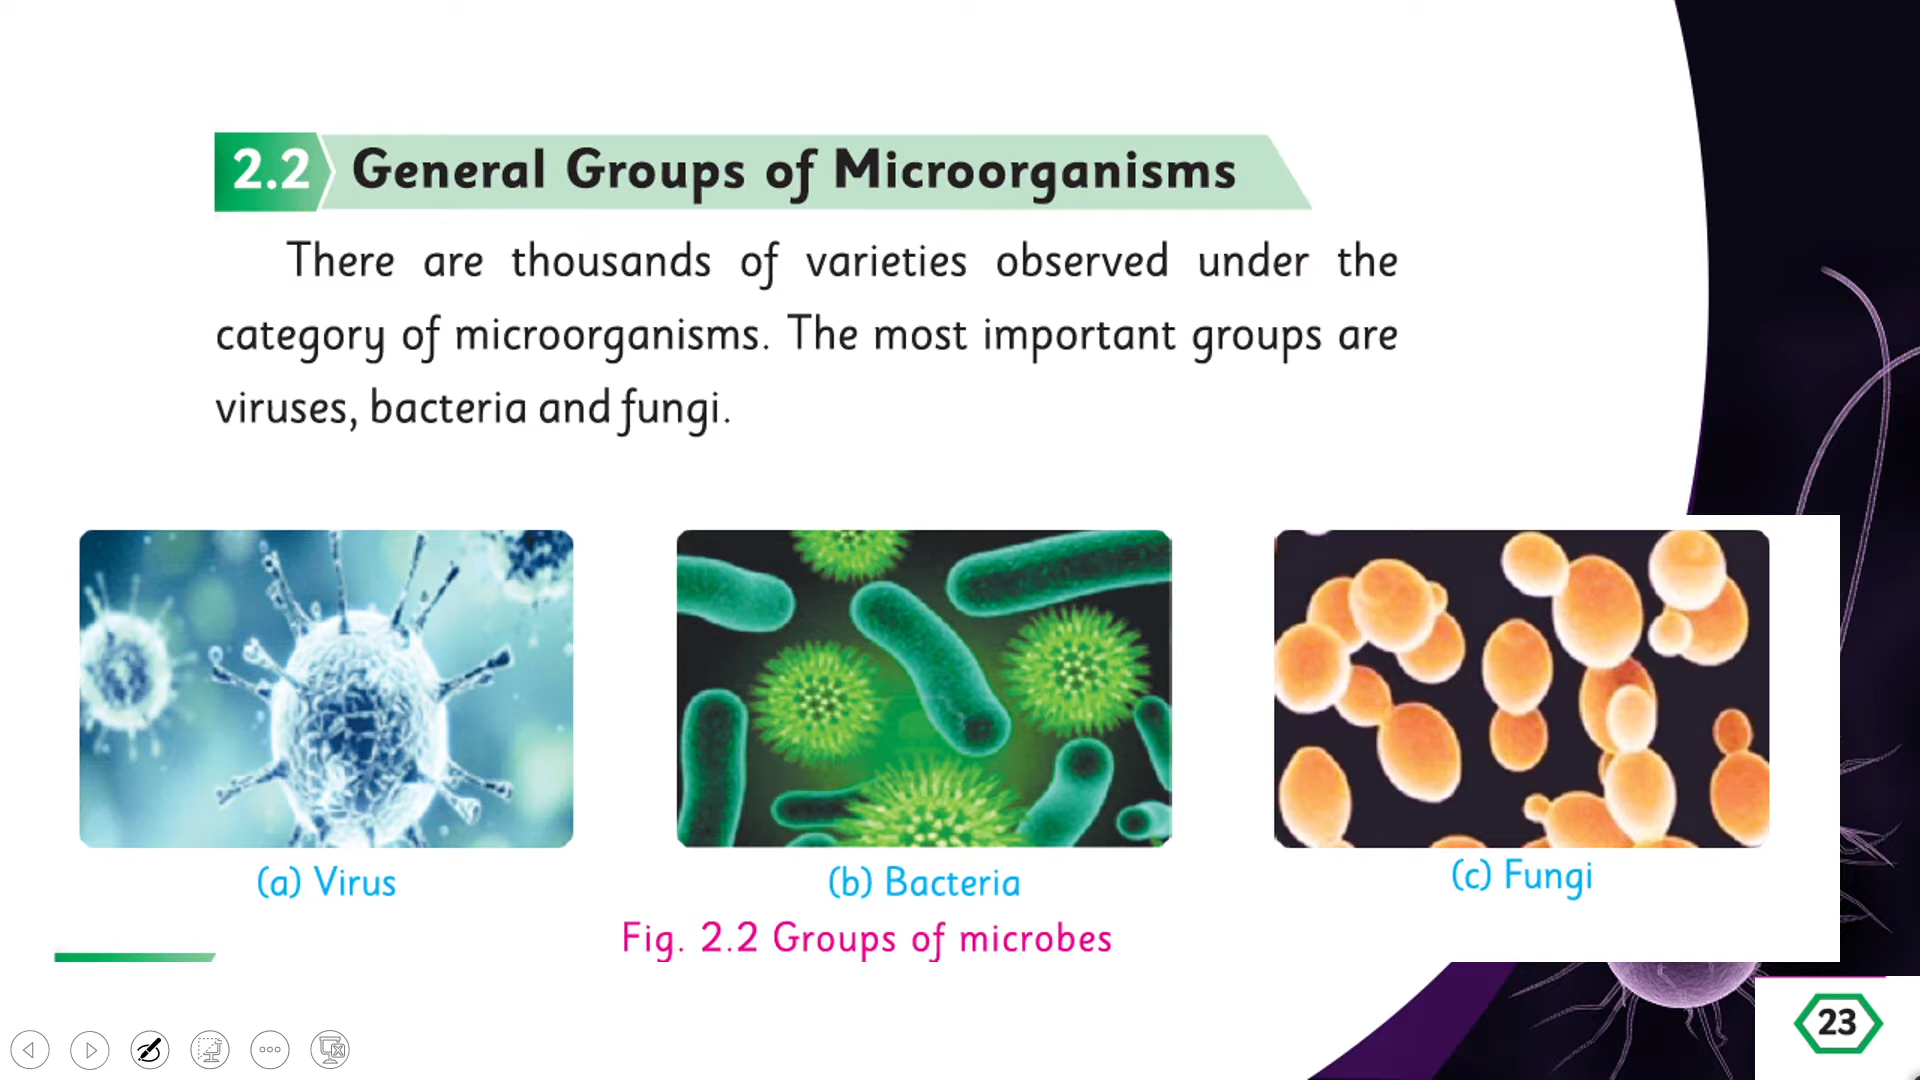 2.2 General Groups of Microorganisms
There are thousands of varieties observed under the
category of microorganisms. The most important groups are
viruses, bacteria and fungi.
(a) Virus
(b) Bacteria
(c) Fungi
Fig. 2.2 Groups of microbes
23